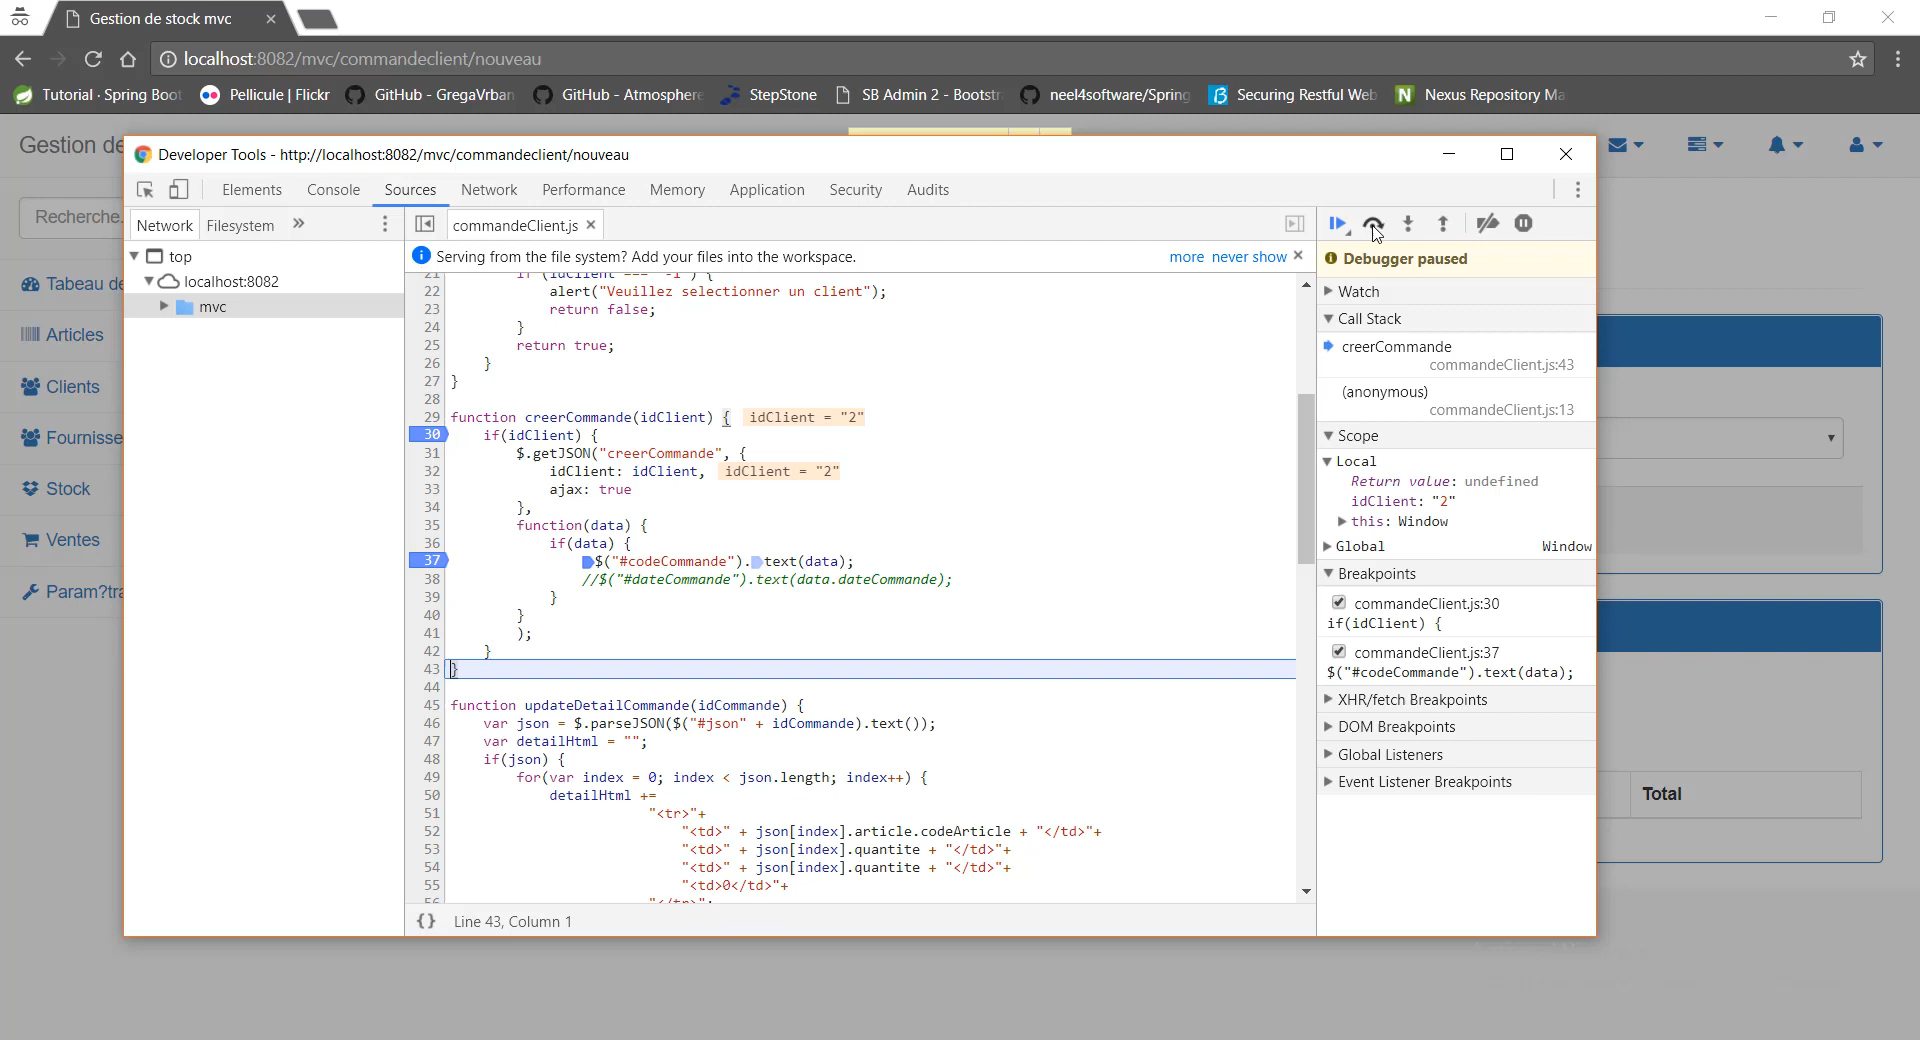 Gestion de stock mvc
localhost:8082/mvc/commandeclient/nouveau
Tutorial · Spring Boot
Pellicule | Flickr
GitHub - GregaVrban
GitHub - Atmosphere
StepStone
SB Admin 2 - Bootst
neel4software/Spring
Securing Restful Web
Nexus Repository Ma
Gestion de
Developer Tools - http://localhost:8082/mvc/commandeclient/nouveau
Elements Console Sources Network Performance Memory Application Security Audits
Recherche.
Tabeau de
Articles
Clients
Fournisse
Stock
Ventes
Param?tra
Network Filesystem »
top
localhost:8082
mvc
commandeClient.js
Serving from the file system? Add your files into the workspace. more never show
21 if (idClient === "-1") {
22 alert("Veuillez selectionner un client");
23 return false;
24 }
25 return true;
26 }
27 }
28
29 function creerCommande(idClient) { idClient = "2"
30 if(idClient) {
31 $.getJSON("creerCommande", {
32 idClient: idClient, idClient = "2"
33 ajax: true
34 },
35 function(data) {
36 if(data) {
37 $("#codeCommande").text(data);
38 //$("#dateCommande").text(data.dateCommande);
39 }
40 }
41 );
42 }
43 }
44
45 function updateDetailCommande(idCommande) {
46 var json = $.parseJSON($("#json" + idCommande).text());
47 var detailHtml = "";
48 if(json) {
49 for(var index = 0; index < json.length; index++) {
50 detailHtml +=
51 "<tr>"+
52 "<td>" + json[index].article.codeArticle + "</td>"+
53 "<td>" + json[index].quantite + "</td>"+
54 "<td>" + json[index].quantite + "</td>"+
55 "<td>0</td>"+
56 "</tr>";
{} Line 43, Column 1
Debugger paused
Watch
Call Stack
creerCommande
commandeClient.js:43
(anonymous)
commandeClient.js:13
Scope
Local
Return value: undefined
idClient: "2"
this: Window
Global Window
Breakpoints
commandeClient.js:30
if(idClient) {
commandeClient.js:37
$("#codeCommande").text(data);
XHR/fetch Breakpoints
DOM Breakpoints
Global Listeners
Event Listener Breakpoints
Total